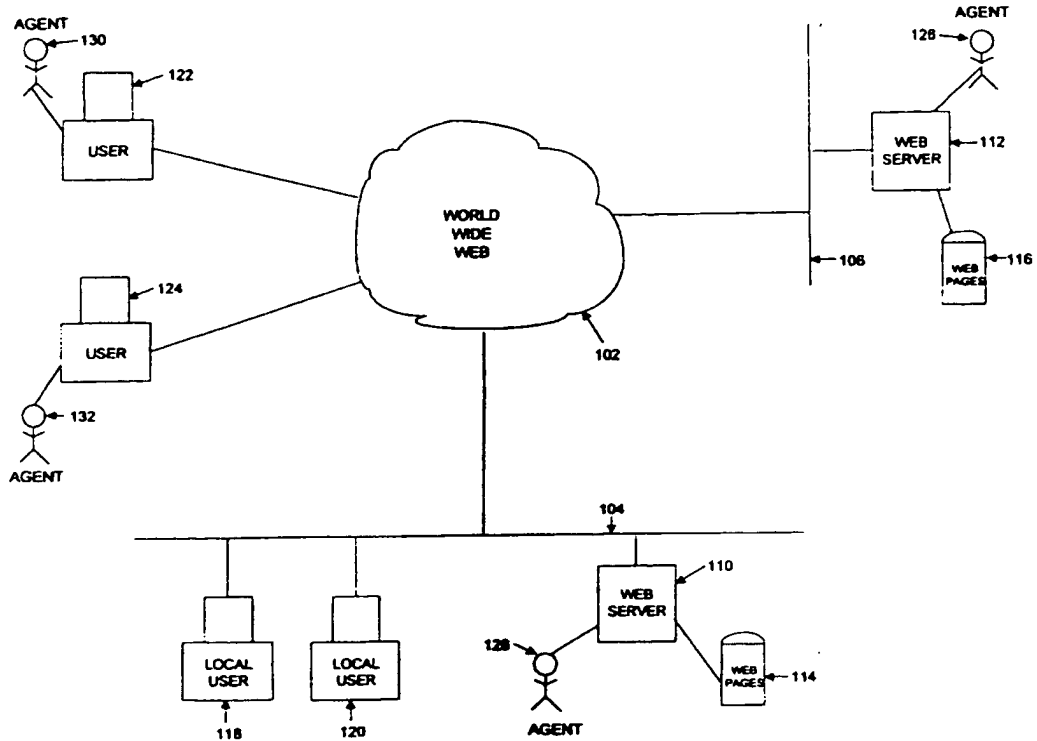 AGENT
130
122
USER
AGENT
126
WEB
SERVER
112
WEB
PAGES
116
106
WORLD
WIDE
WEB
102
124
USER
132
AGENT
104
LOCAL
USER
118
LOCAL
USER
120
WEB
SERVER
110
128
AGENT
WEB
PAGES
114